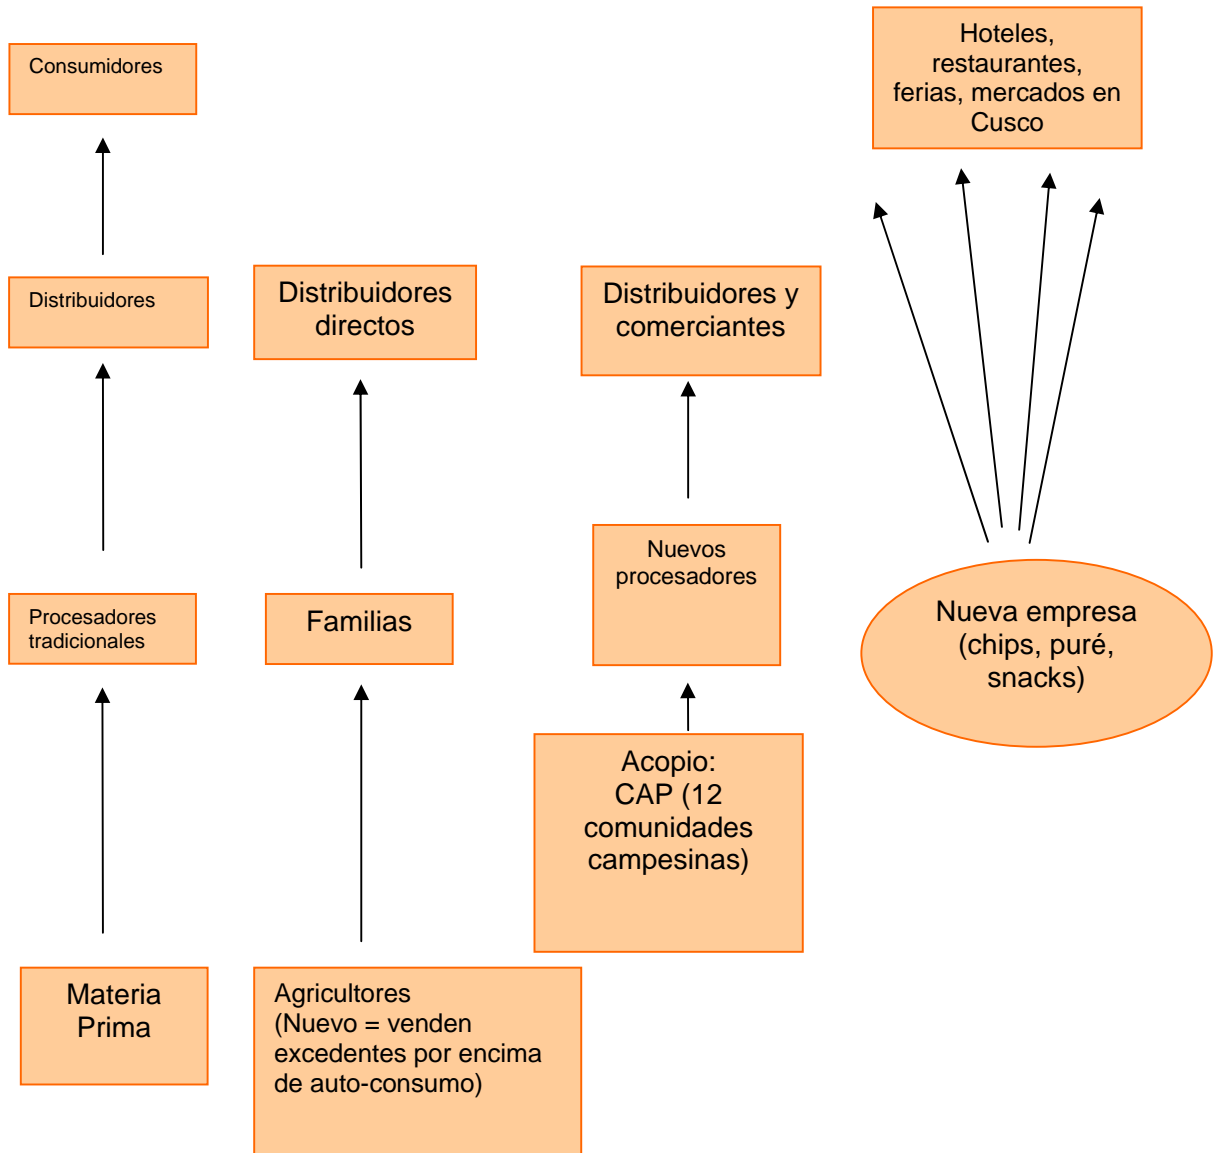 Hoteles,
restaurantes,
ferias, mercados en
Cusco
Consumidores
Distribuidores
Distribuidores
directos
Distribuidores y
comerciantes
Nuevos
procesadores
Procesadores
tradicionales
Familias
Nueva empresa
(chips, puré,
snacks)
Acopio:
CAP (12
comunidades
campesinas)
Materia
Prima
Agricultores
(Nuevo = venden
excedentes por encima
de auto-consumo)